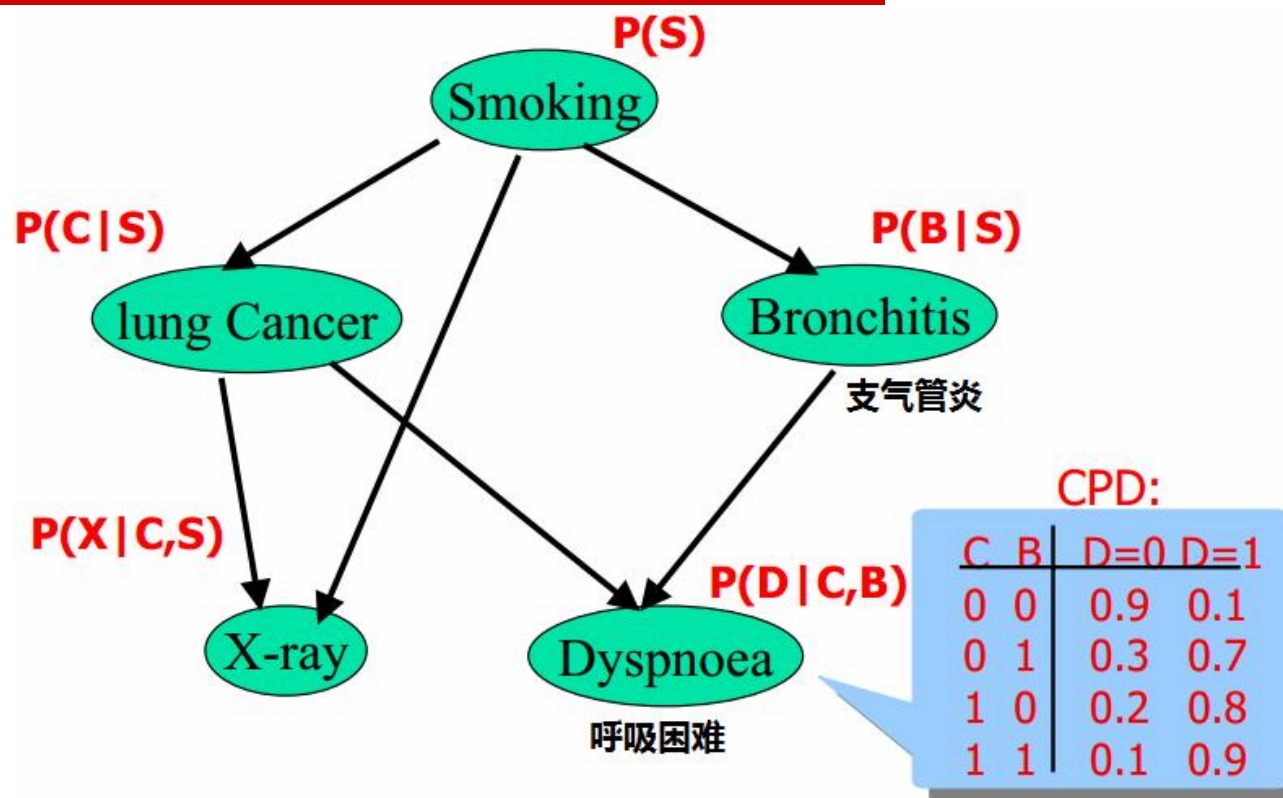 P(S)
Smoking
P(C|S)
P(B|S)
lung Cancer
Bronchitis
支气管炎
CPD:
P(X|C,S)
P(D|C,B)
C B D=0 D=1
0 0 0.9 0.1
0 1 0.3 0.7
1 0 0.2 0.8
1 1 0.1 0.9
X-ray
Dyspnoea
呼吸困难